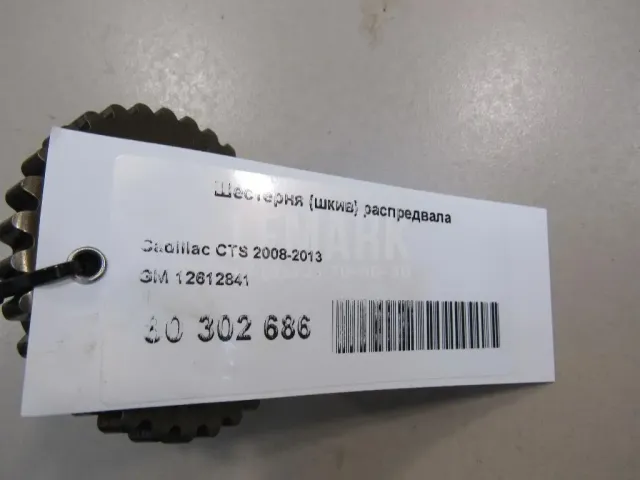 Шестерня (шкив) распредвала
Cadillac CTS 2008-2013
GM 12612841
30 302 686